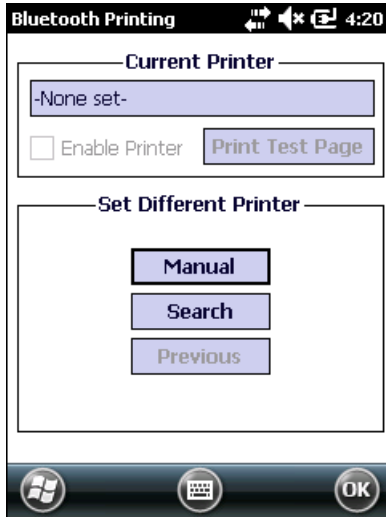 Bluetooth Printing 4:20
Current Printer
-None set-
Enable Printer Print Test Page
Set Different Printer
Manual
Search
Previous
OK